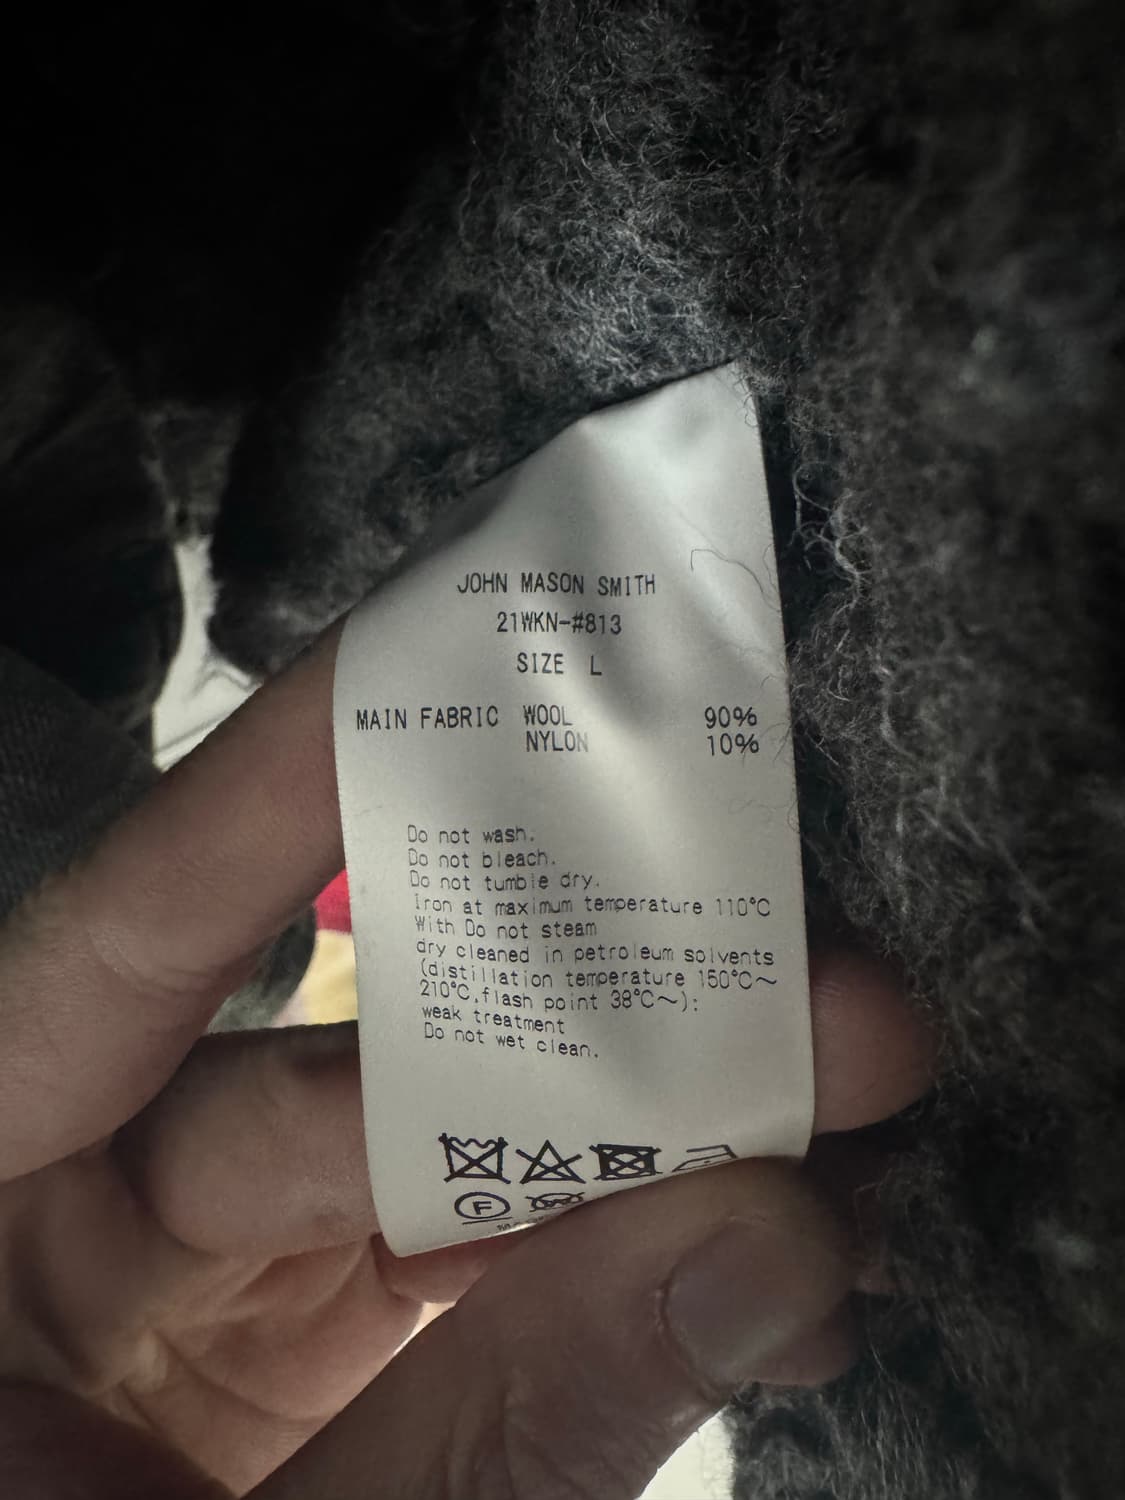 JOHN MASON SMITH
21WKN-#813
SIZE L
MAIN FABRIC WOOL 90%
NYLON 10%
Do not wash.
Do not bleach.
Do not tumble dry.
Iron at maximum temperature 110°C
With Do not steam
dry cleaned in petroleum solvents
(distillation temperature 150°C～
210°C,flash point 38°C～):
weak treatment
Do not wet clean.
F
W